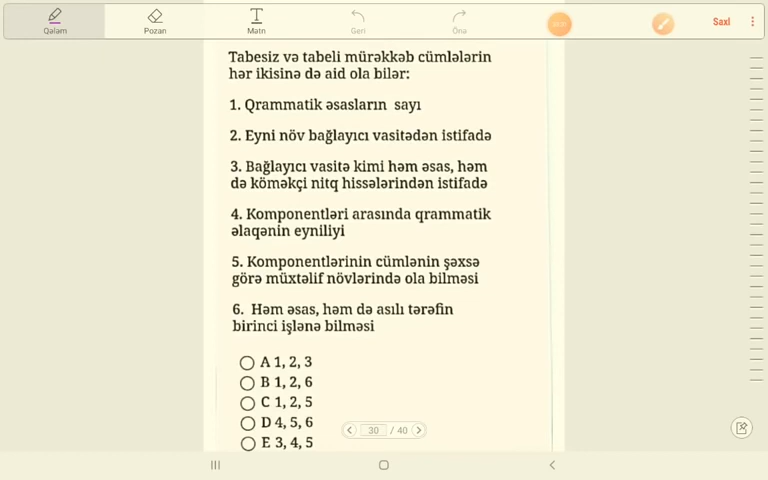 Qələm
Pozan
Mətn
Geri
Önə
Saxl
Tabesiz və tabeli mürəkkəb cümlələrin
hər ikisinə də aid ola bilər:
1. Qrammatik əsasların sayı
2. Eyni növ bağlayıcı vasitədən istifadə
3. Bağlayıcı vasitə kimi həm əsas, həm
də köməkçi nitq hissələrindən istifadə
4. Komponentləri arasında qrammatik
əlaqənin eyniliyi
5. Komponentlərinin cümlənin şəxsə
görə müxtəlif növlərində ola bilməsi
6. Həm əsas, həm də asılı tərəfin
birinci işlənə bilməsi
A 1, 2, 3
B 1, 2, 6
C 1, 2, 5
D 4, 5, 6
E 3, 4, 5
30 / 40